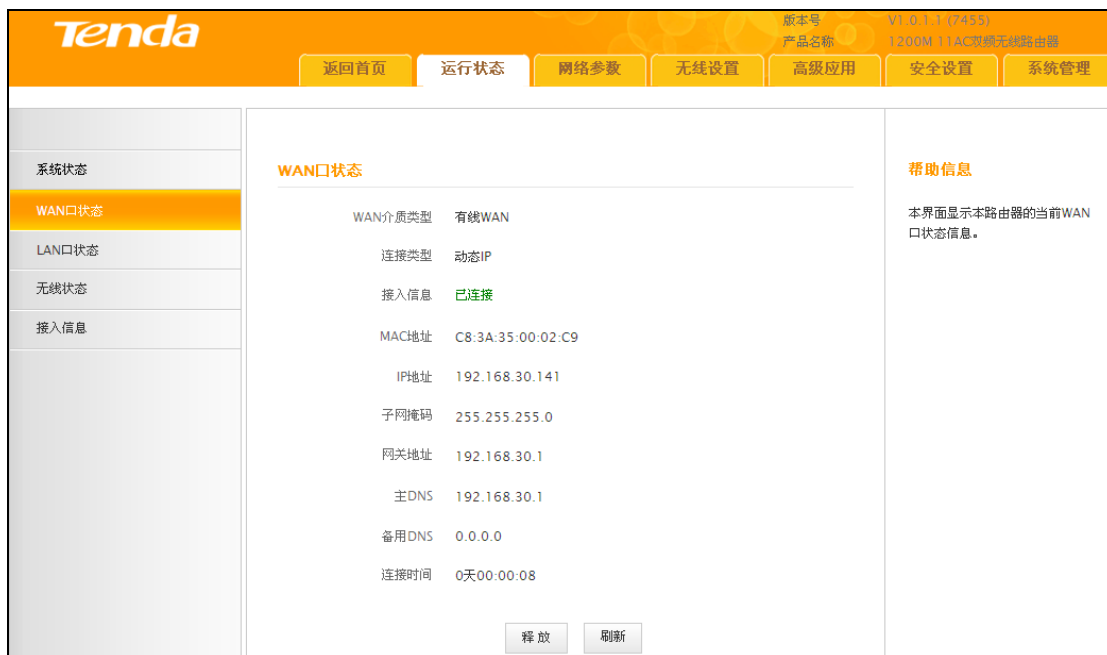 Tenda
版本号 V1.0.1.1 (7455)
产品名称 1200M 11AC双频无线路由器
返回首页 运行状态 网络参数 无线设置 高级应用 安全设置 系统管理
系统状态
WAN口状态
LAN口状态
无线状态
接入信息
WAN口状态
WAN介质类型 有线WAN
连接类型 动态IP
接入信息 已连接
MAC地址 C8:3A:35:00:02:C9
IP地址 192.168.30.141
子网掩码 255.255.255.0
网关地址 192.168.30.1
主DNS 192.168.30.1
备用DNS 0.0.0.0
连接时间 0天00:00:08
释放 刷新
帮助信息
本界面显示本路由器的当前WAN
口状态信息。